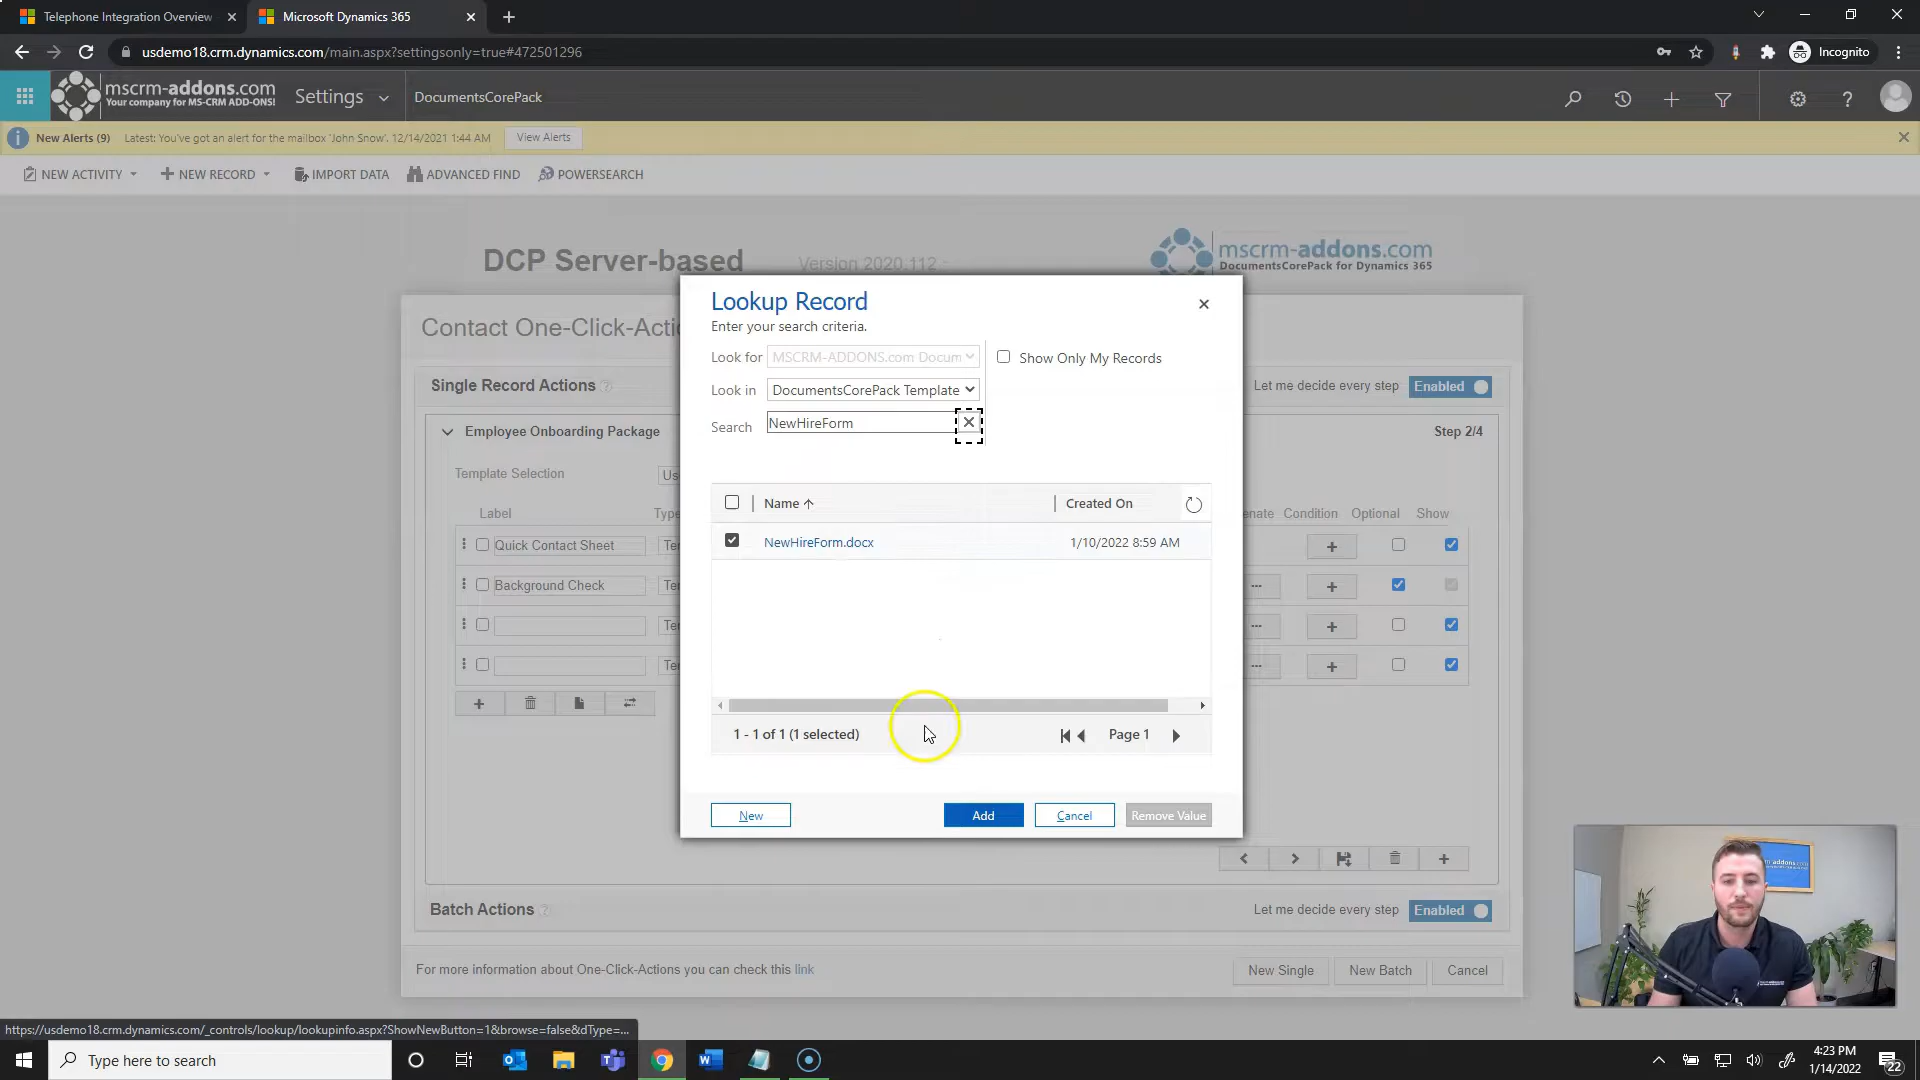 Telephone Integration Overview
Microsoft Dynamics 365
usdemo18.crm.dynamics.com/main.aspx?settingsonly=true#472501296
Incognito
mscrm-addons.com
Your company for MS-CRM ADD-ONS!
Settings
DocumentsCorePack
New Alerts (9)
Latest: You've got an alert for the mailbox 'John Snow'. 12/14/2021 1:44 AM
View Alerts
NEW ACTIVITY
NEW RECORD
IMPORT DATA
ADVANCED FIND
POWERSEARCH
DCP Server-based
Version 2020.112
mscrm-addons.com
DocumentsCorePack for Dynamics 365
Contact One-Click-Acti
Lookup Record
Enter your search criteria.
Look for
MSCRM-ADDONS.com Docum
Show Only My Records
Look in
DocumentsCorePack Template
Search
NewHireForm
Single Record Actions
Let me decide every step
Enabled
Employee Onboarding Package
Step 2/4
Template Selection
Us
Label
Type
Name
Created On
enate
Condition
Optional
Show
Quick Contact Sheet
Te
NewHireForm.docx
1/10/2022 8:59 AM
Background Check
Te
Te
Te
1 - 1 of 1 (1 selected)
Page 1
New
Add
Cancel
Remove Value
Batch Actions
Let me decide every step
Enabled
For more information about One-Click-Actions you can check this link
New Single
New Batch
Cancel
https://usdemo18.crm.dynamics.com/_controls/lookup/lookupinfo.aspx?ShowNewButton=1&browse=false&dType=...
Type here to search
4:23 PM
1/14/2022
22